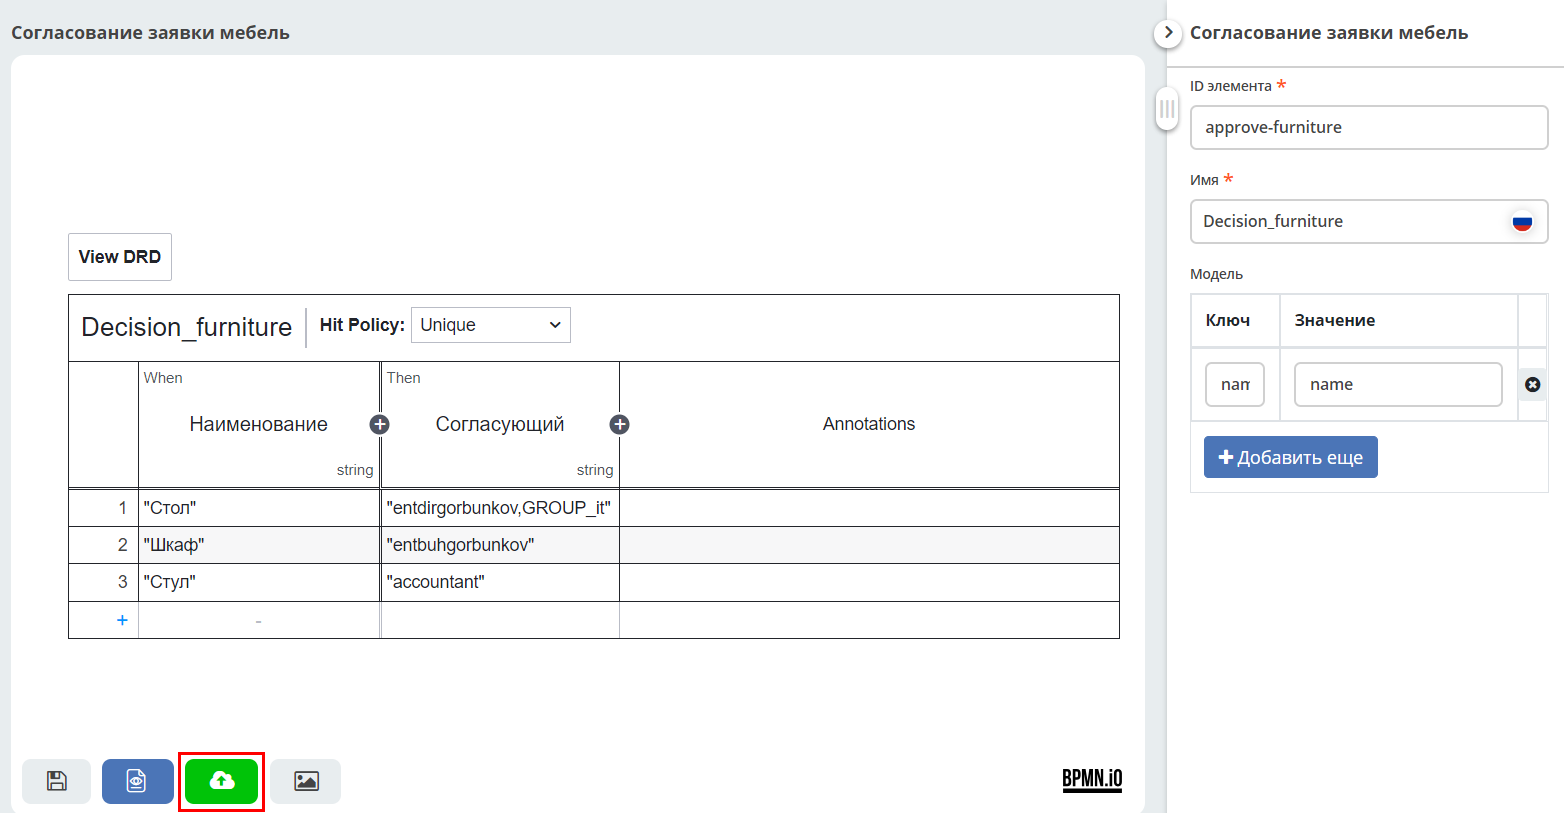 Согласование заявки мебель
View DRD
Decision_furniture
Hit Policy: Unique
When
Then
Наименование
Согласующий
Annotations
string
string
1 "Стол" "entdirgorbunkov,GROUP_it"
2 "Шкаф" "entbuhgorbunkov"
3 "Стул" "accountant"
+ -
BPMN.iO
Согласование заявки мебель
ID элемента *
approve-furniture
Имя *
Decision_furniture
Модель
Ключ Значение
nam name
Добавить еще